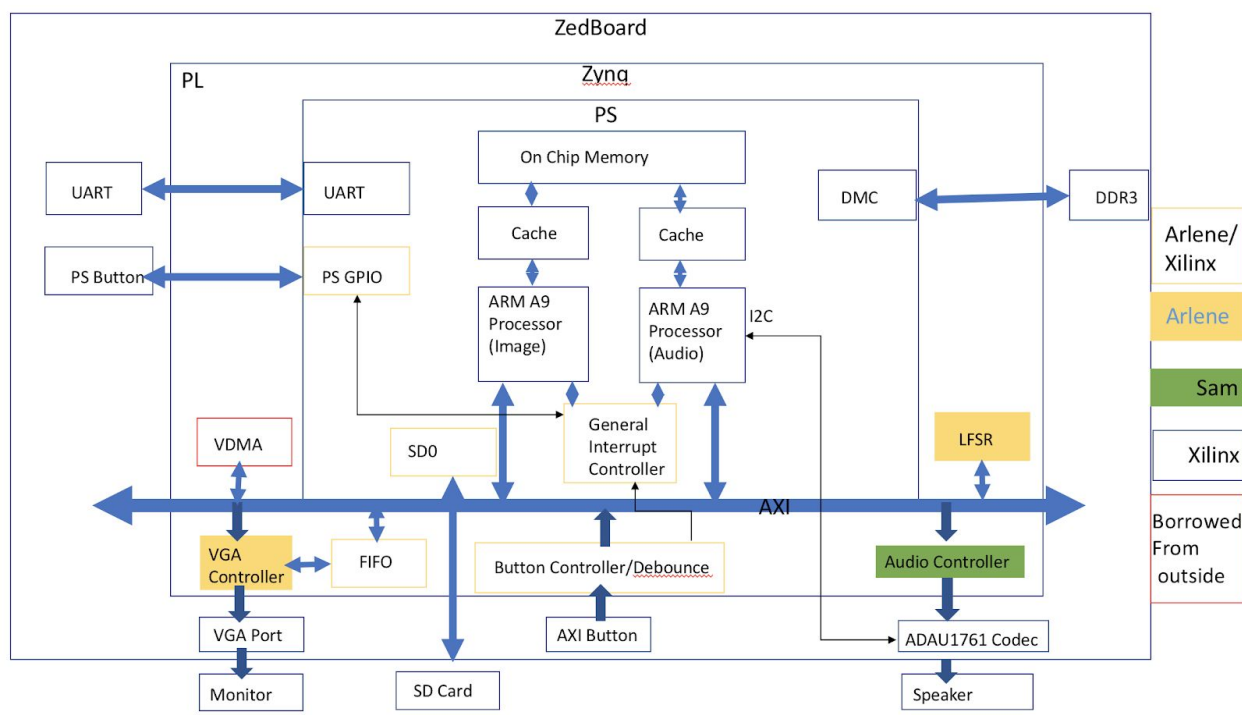 ZedBoard
Zynq
PL
PS
On Chip Memory
UART
UART
DMC
DDR3
Cache
Cache
PS Button
PS GPIO
ARM A9
Processor
(Image)
ARM A9
Processor
(Audio)
I2C
Arlene/
Xilinx
Arlene
Sam
Xilinx
Borrowed
From
outside
VDMA
SD0
General
Interrupt
Controller
LFSR
AXI
VGA
Controller
FIFO
Button Controller/Debounce
Audio Controller
VGA Port
AXI Button
ADAU1761 Codec
Monitor
SD Card
Speaker